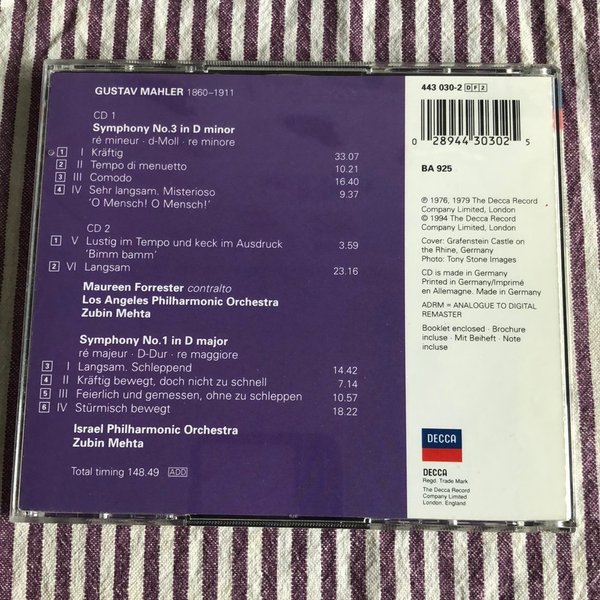 GUSTAV MAHLER 1860–1911
CD 1
Symphony No.3 in D minor
ré mineur · d-Moll · re minore
1 I Kräftig 33.07
2 II Tempo di menuetto 10.21
3 III Comodo 16.40
4 IV Sehr langsam. Misterioso 9.37
'O Mensch! O Mensch!'
CD 2
1 V Lustig im Tempo und keck im Ausdruck 3.59
'Bimm bamm'
2 VI Langsam 23.16
Maureen Forrester contralto
Los Angeles Philharmonic Orchestra
Zubin Mehta
Symphony No.1 in D major
ré majeur · D-Dur · re maggiore
3 I Langsam. Schleppend 14.42
4 II Kräftig bewegt, doch nicht zu schnell 7.14
5 III Feierlich und gemessen, ohne zu schleppen 10.57
6 IV Stürmisch bewegt 18.22
Israel Philharmonic Orchestra
Zubin Mehta
Total timing 148.49 ADD
443 030-2 DF2
0 28944 30302 5
BA 925
℗ 1976, 1979 The Decca Record
Company Limited, London
© 1994 The Decca Record
Company Limited, London
Cover: Grafenstein Castle on
the Rhine, Germany
Photo: Tony Stone Images
CD is made in Germany
Printed in Germany/Imprimé
en Allemagne. Made in Germany
ADRM = ANALOGUE TO DIGITAL
REMASTER
Booklet enclosed · Brochure
incluse · Mit Beiheft · Note
incluse
DECCA
DECCA
Regd. Trade Mark
The Decca Record
Company Limited
London. England